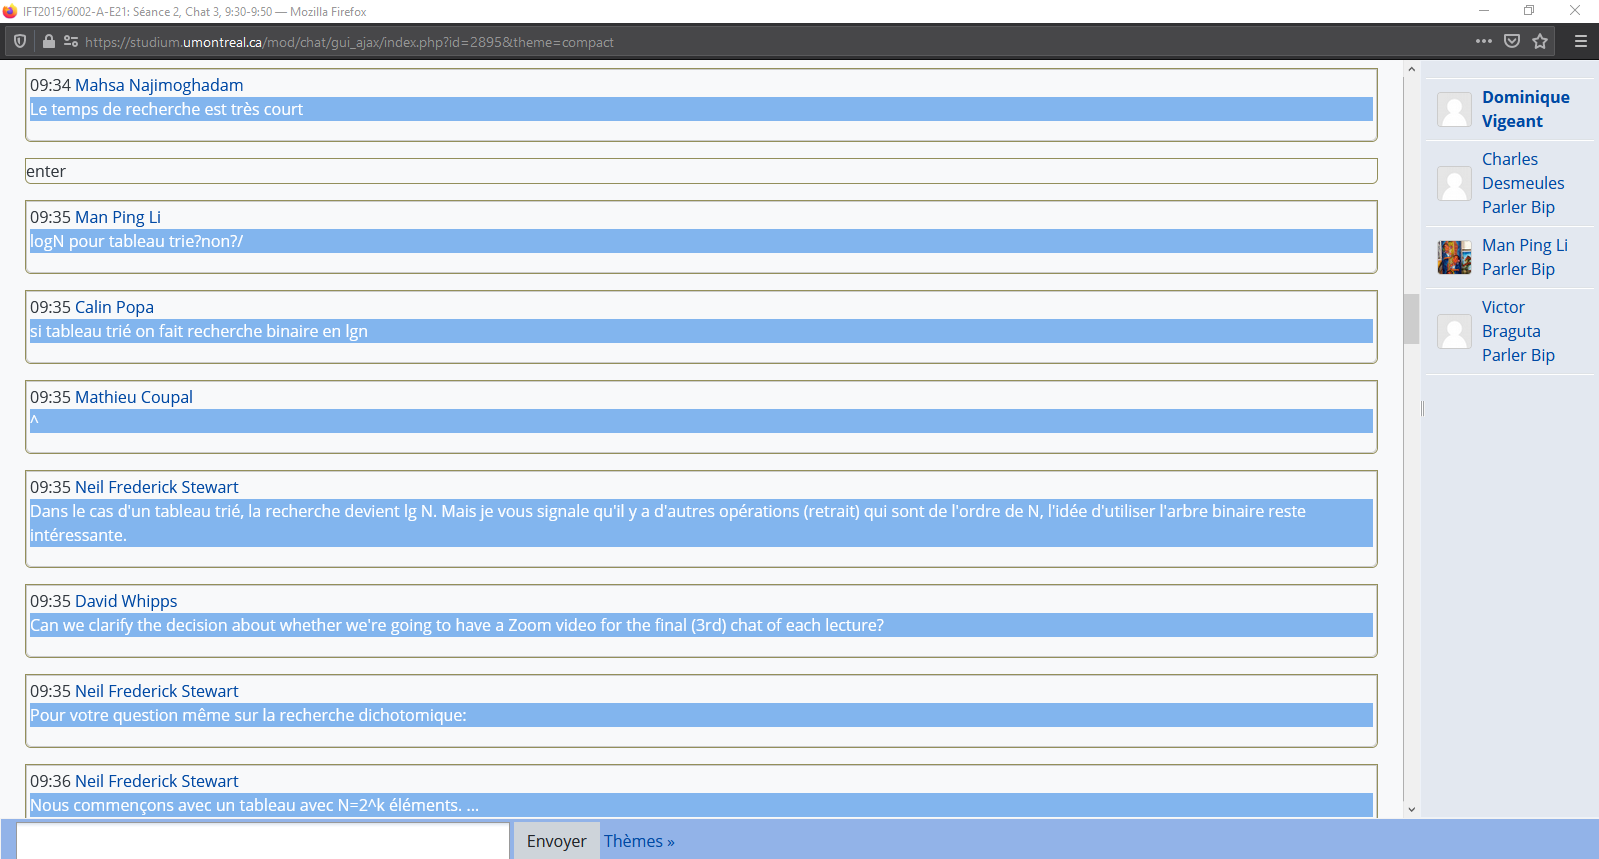 IFT2015/6002-A-E21: Séance 2, Chat 3, 9:30-9:50 — Mozilla Firefox
https://studium.umontreal.ca/mod/chat/gui_ajax/index.php?id=2895&theme=compact
09:34 Mahsa Najimoghadam
Le temps de recherche est très court
enter
09:35 Man Ping Li
logN pour tableau trie?non?/
09:35 Calin Popa
si tableau trié on fait recherche binaire en lgn
09:35 Mathieu Coupal
^
09:35 Neil Frederick Stewart
Dans le cas d'un tableau trié, la recherche devient lg N. Mais je vous signale qu'il y a d'autres opérations (retrait) qui sont de l'ordre de N, l'idée d'utiliser l'arbre binaire reste
intéressante.
09:35 David Whipps
Can we clarify the decision about whether we're going to have a Zoom video for the final (3rd) chat of each lecture?
09:35 Neil Frederick Stewart
Pour votre question même sur la recherche dichotomique:
09:36 Neil Frederick Stewart
Nous commençons avec un tableau avec N=2^k éléments. ...
Envoyer Thèmes »
Dominique
Vigeant
Charles
Desmeules
Parler Bip
Man Ping Li
Parler Bip
Victor
Braguta
Parler Bip